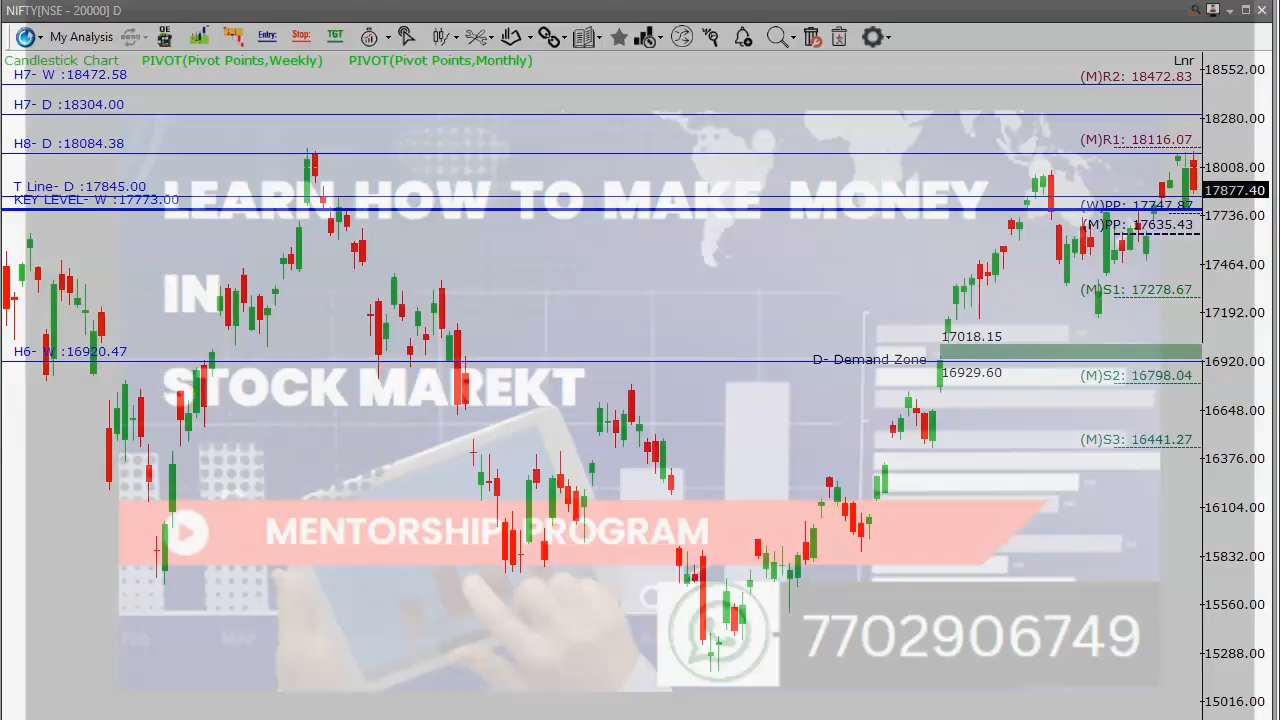 NIFTY[NSE - 20000] D
My Analysis
OE
Entry:
Stop:
TGT
Candlestick Chart PIVOT(Pivot Points,Weekly) PIVOT(Pivot Points,Monthly)
Lnr
H7- W :18472.58
(M)R2: 18472.83
H7- D :18304.00
H8- D :18084.38
(M)R1: 18116.07
T Line- D :17845.00
KEY LEVEL- W :17773.00
(W)PP: 17747.87
(M)PP: 17635.43
(M)S1: 17278.67
17018.15
H6- W :16920.47
D- Demand Zone
16929.60
(M)S2: 16798.04
(M)S3: 16441.27
18552.00
18280.00
18008.00
17877.40
17736.00
17464.00
17192.00
16920.00
16648.00
16376.00
16104.00
15832.00
15560.00
15288.00
15016.00
LEARN HOW TO MAKE MONEY
IN
STOCK MAREKT
MENTORSHIP PROGRAM
7702906749